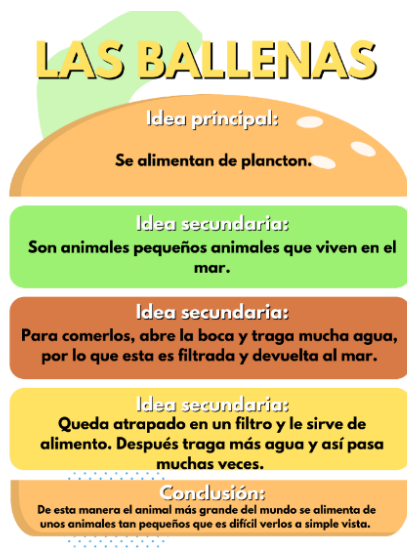 LAS BALLENAS
Idea principal:
Se alimentan de plancton.
Idea secundaria:
Son animales pequeños animales que viven en el
mar.
Idea secundaria:
Para comerlos, abre la boca y traga mucha agua,
por lo que esta es filtrada y devuelta al mar.
Idea secundaria:
Queda atrapado en un filtro y le sirve de
alimento. Después traga más agua y así pasa
muchas veces.
Conclusión:
De esta manera el animal más grande del mundo se alimenta de
unos animales tan pequeños que es difícil verlos a simple vista.